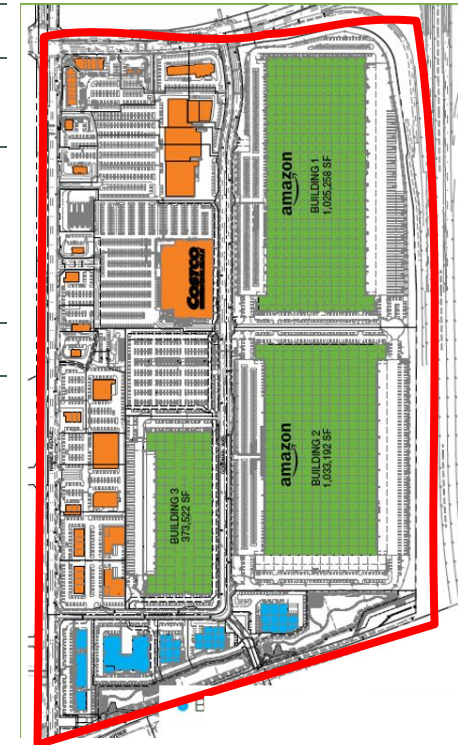 amazon
BUILDING 1
1,025,258 SF
Costco
amazon
BUILDING 2
1,033,192 SF
BUILDING 3
373,522 SF